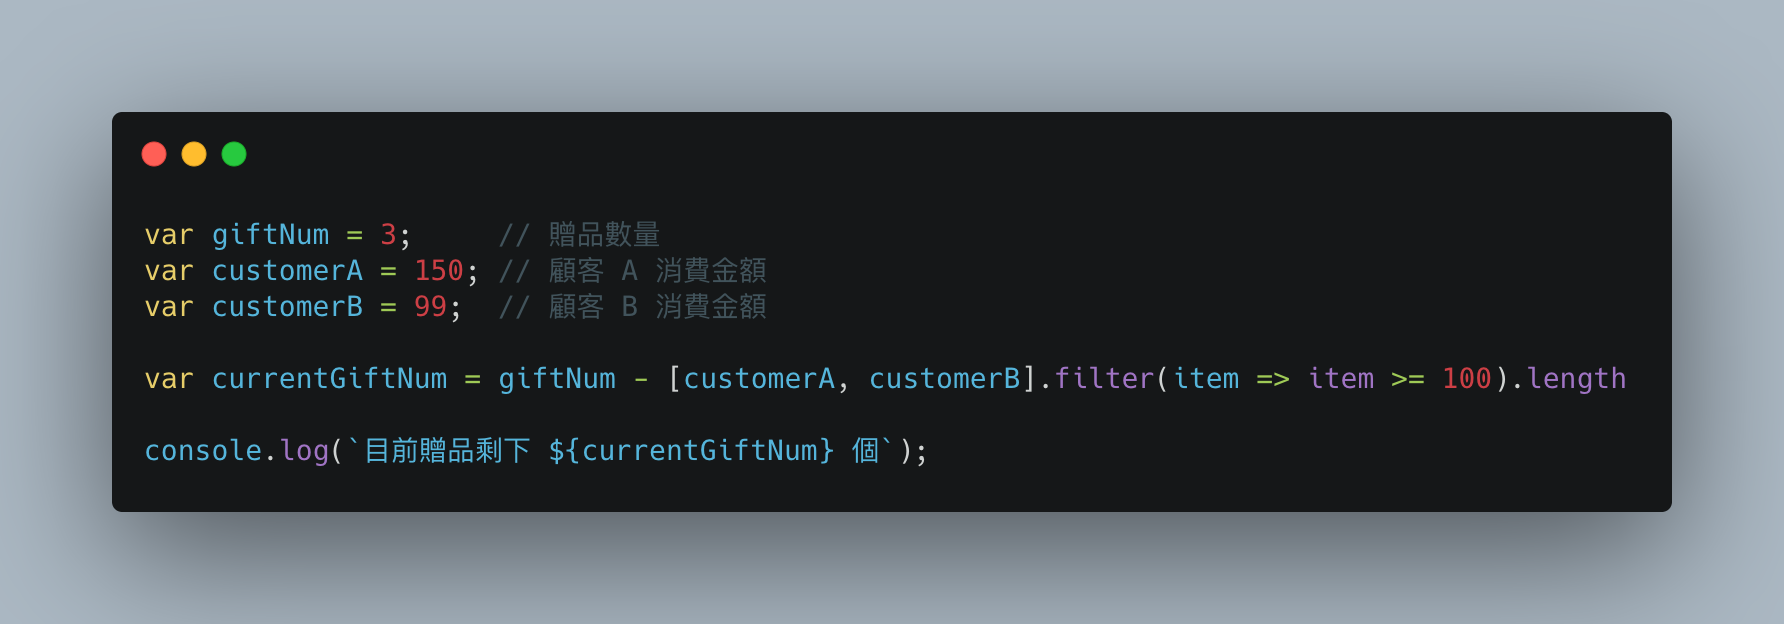 var giftNum = 3;     // 贈品數量
var customerA = 150; // 顧客 A 消費金額
var customerB = 99;  // 顧客 B 消費金額
var currentGiftNum = giftNum - [customerA, customerB].filter(item => item >= 100).length
console.log(`目前贈品剩下 ${currentGiftNum} 個`);